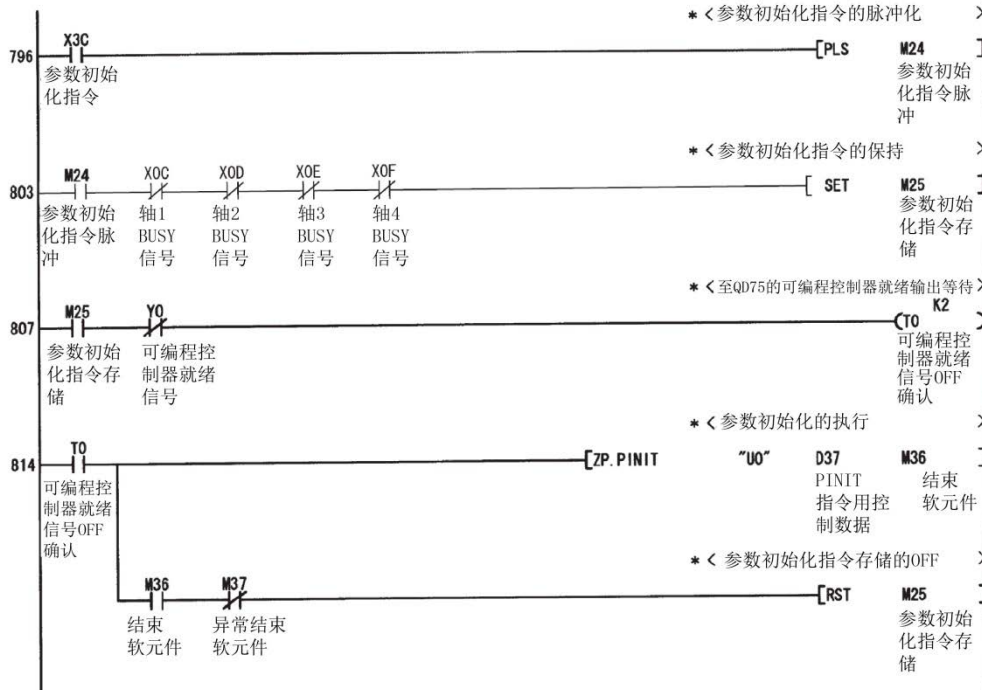 * < 参数初始化指令的脉冲化 >
X3C
796
[PLS M24 ]
参数初始
化指令
参数初始
化指令脉
冲
* < 参数初始化指令的保持 >
M24 X0C X0D X0E X0F
803
[ SET M25 ]
参数初始
化指令脉
冲
轴1
BUSY
信号
轴2
BUSY
信号
轴3
BUSY
信号
轴4
BUSY
信号
参数初始
化指令存
储
* < 至QD75的可编程控制器就绪输出等待 >
M25 Y0 K2
807
(T0 )
参数初始
化指令存
储
可编程控
制器就绪
信号
可编程控
制器就绪
信号OFF
确认
* < 参数初始化的执行 >
T0
814
[ZP.PINIT "U0" D37 M36 ]
可编程控
制器就绪
信号OFF
确认
PINIT
指令用控
制数据
结束
软元件
* < 参数初始化指令存储的OFF >
M36 M37
[RST M25 ]
结束
软元件
异常结束
软元件
参数初始
化指令存
储